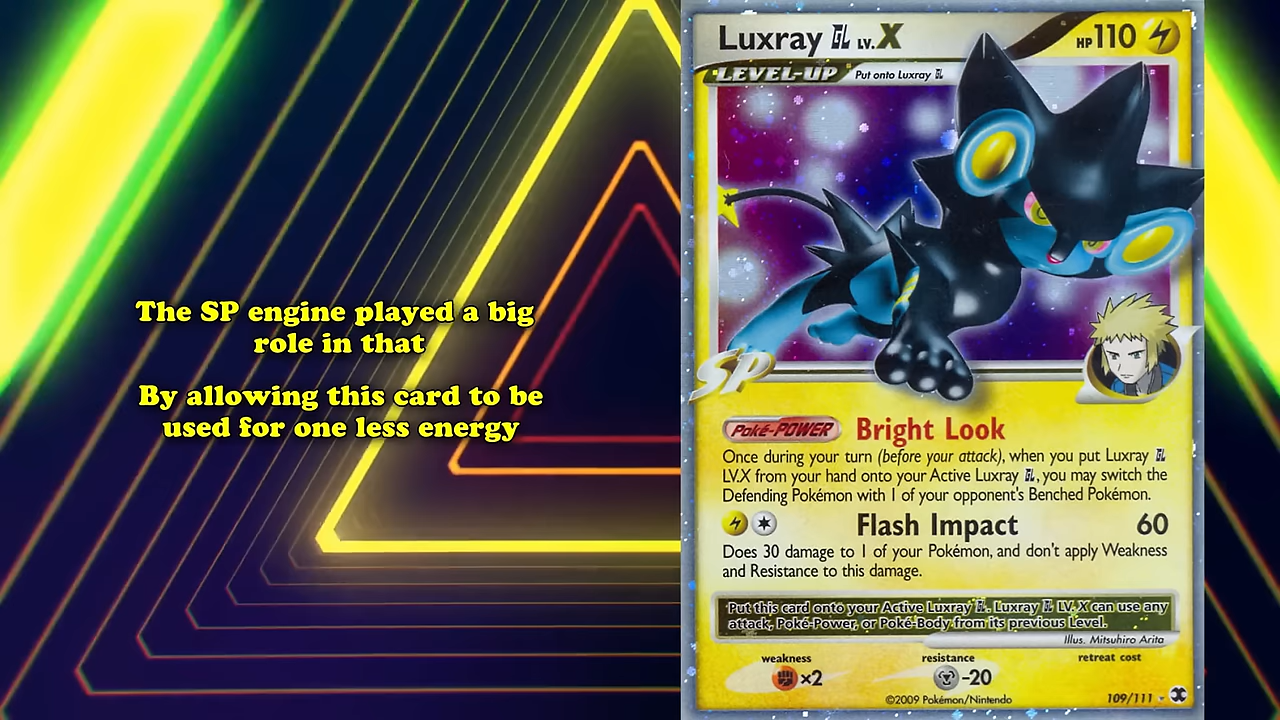 The SP engine played a big
role in that
By allowing this card to be
used for one less energy
Luxray GL LV.X
HP 110
LEVEL-UP Put onto Luxray GL
SP
Poké-POWER Bright Look
Once during your turn (before your attack), when you put Luxray GL
LV.X from your hand onto your Active Luxray GL, you may switch the
Defending Pokémon with 1 of your opponent's Benched Pokémon.
Flash Impact 60
Does 30 damage to 1 of your Pokémon, and don't apply Weakness
and Resistance to this damage.
Put this card onto your Active Luxray GL. Luxray GL LV. X can use any
attack, Poké-Power, or Poké-Body from its previous Level.
Illus. Mitsuhiro Arita
weakness resistance retreat cost
×2 -20
©2009 Pokémon/Nintendo 109/111